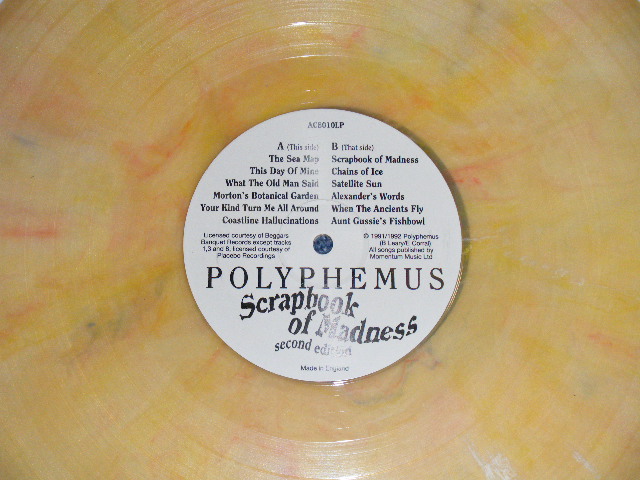 ACE010LP
A (This side)
The Sea Map
This Day Of Mine
What The Old Man Said
Morton's Botanical Garden
Your Kind Turn Me All Around
Coastline Hallucinations
B (That side)
Scrapbook of Madness
Chains of Ice
Satellite Sun
Alexander's Words
When The Ancients Fly
Aunt Gussie's Fishbowl
Licensed courtesy of Beggars
Banquet Records except tracks
1,3 and 8, licensed courtesy of
Placebo Recordings
© 1991/1992 Polyphemus
(B Leary/E Corral)
All songs published by
Momentum Music Ltd
POLYPHEMUS
Scrapbook
of Madness
second edition
Made in England